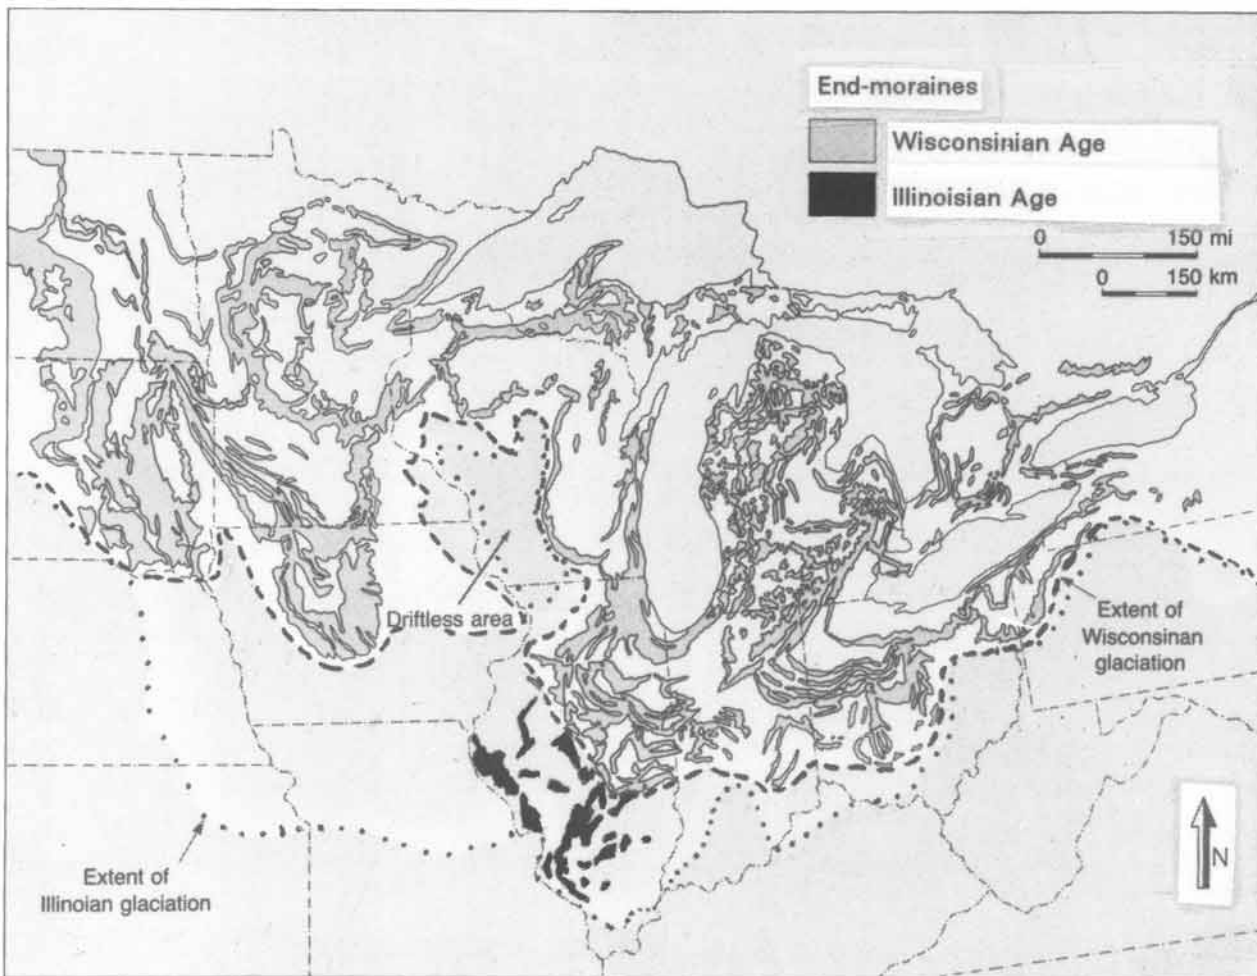 End-moraines
Wisconsinian Age
Illinoisian Age
0 150 mi
0 150 km
Driftless area
Extent of
Wisconsinan
glaciation
Extent of
Illinoian glaciation
N